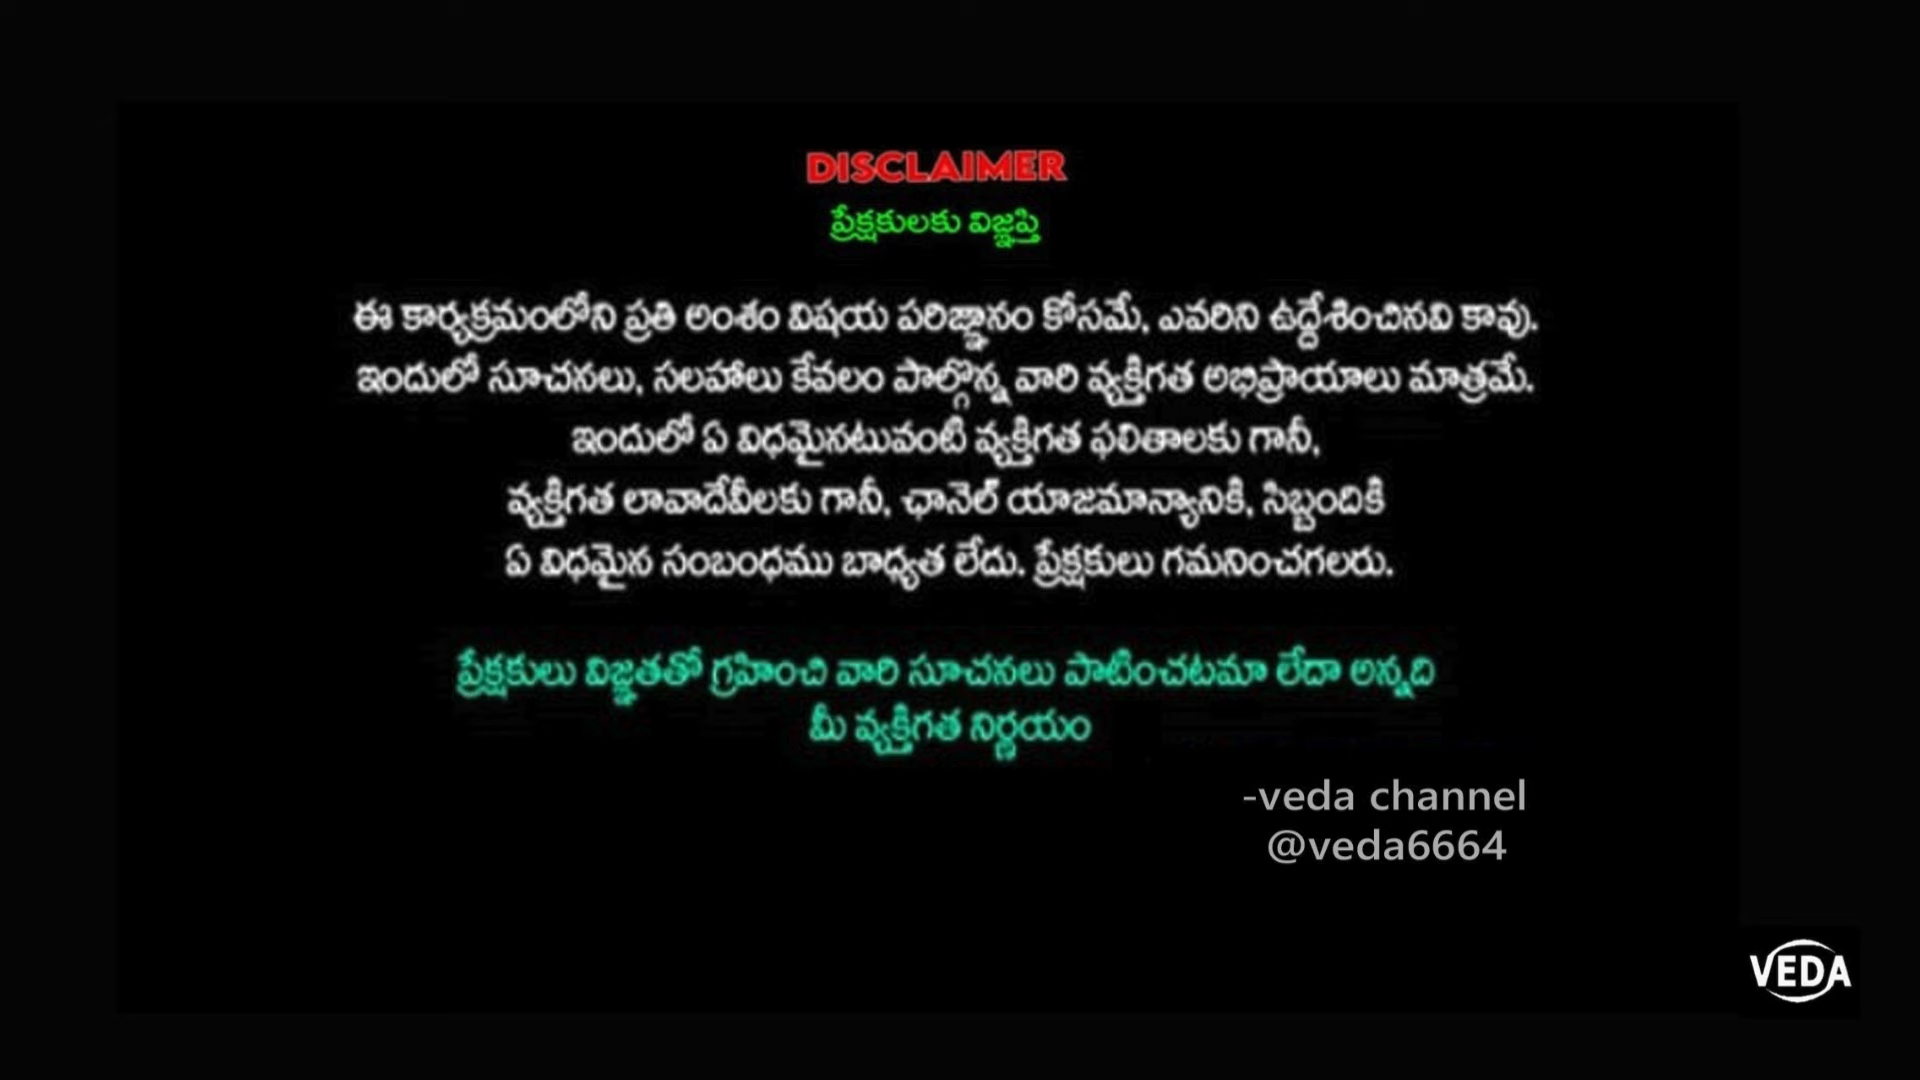 DISCLAIMER
ప్రేక్షకులకు విజ్ఞప్తి
ఈ కార్యక్రమంలోని ప్రతి అంశం విషయ పరిజ్ఞానం కోసమే, ఎవరిని ఉద్దేశించినవి కావు.
ఇందులో సూచనలు, సలహాలు కేవలం పాల్గొన్న వారి వ్యక్తిగత అభిప్రాయాలు మాత్రమే.
ఇందులో ఏ విధమైనటువంటి వ్యక్తిగత ఫలితాలకు గానీ,
వ్యక్తిగత లావాదేవీలకు గానీ, ఛానెల్ యాజమాన్యానికి, సిబ్బందికి
ఏ విధమైన సంబంధము బాధ్యత లేదు. ప్రేక్షకులు గమనించగలరు.
ప్రేక్షకులు విజ్ఞతతో గ్రహించి వారి సూచనలు పాటించటమా లేదా అన్నది
మీ వ్యక్తిగత నిర్ణయం
-veda channel
@veda6664
VEDA